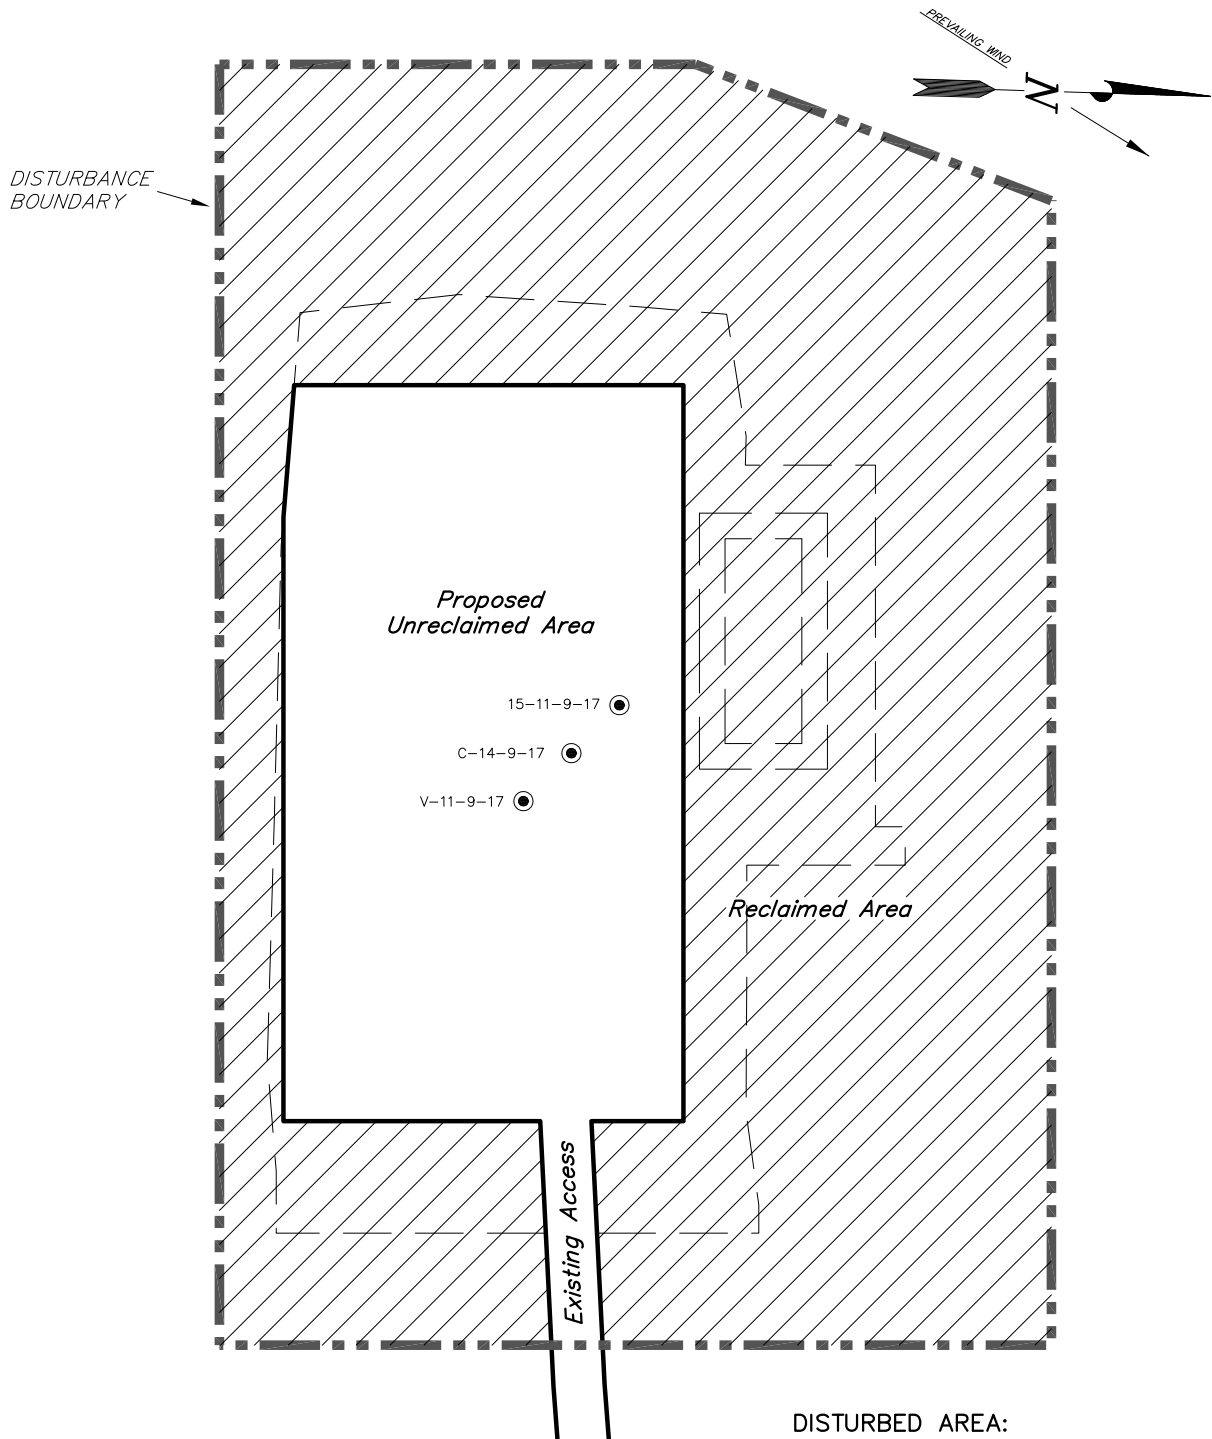 PREVAILING WIND
N
DISTURBANCE
BOUNDARY
Proposed
Unreclaimed Area
15-11-9-17
C-14-9-17
V-11-9-17
Reclaimed Area
Existing Access
DISTURBED AREA: